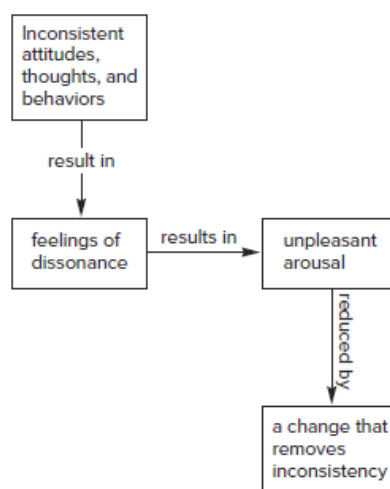 Inconsistent
attitudes,
thoughts, and
behaviors
result in
feelings of
dissonance
results in
unpleasant
arousal
reduced by
a change that
removes
inconsistency